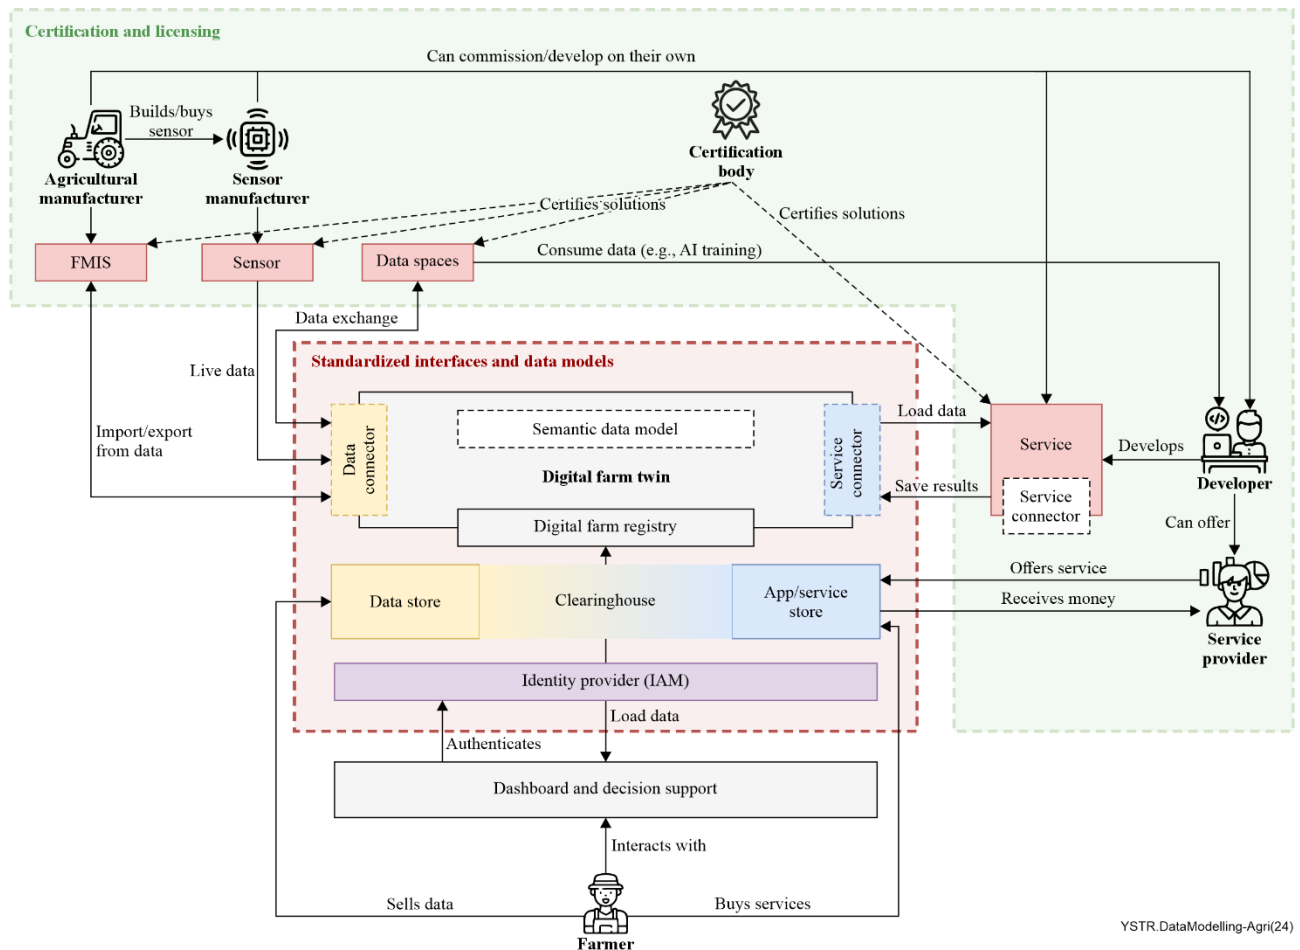 Certification and licensing
Can commission/develop on their own
Builds/buys
sensor
Agricultural
manufacturer
Sensor
manufacturer
Certification
body
Certifies solutions
Certifies solutions
FMIS
Sensor
Data spaces
Consume data (e.g., AI training)
Data exchange
Live data
Import/export
from data
Standardized interfaces and data models
Data
connector
Semantic data model
Digital farm twin
Service
connector
Digital farm registry
Load data
Save results
Service
Service
connector
Develops
Developer
Can offer
Data store
Clearinghouse
App/service
store
Offers service
Receives money
Service
provider
Identity provider (IAM)
Load data
Authenticates
Dashboard and decision support
Interacts with
Sells data
Buys services
Farmer
YSTR.DataModelling-Agri(24)